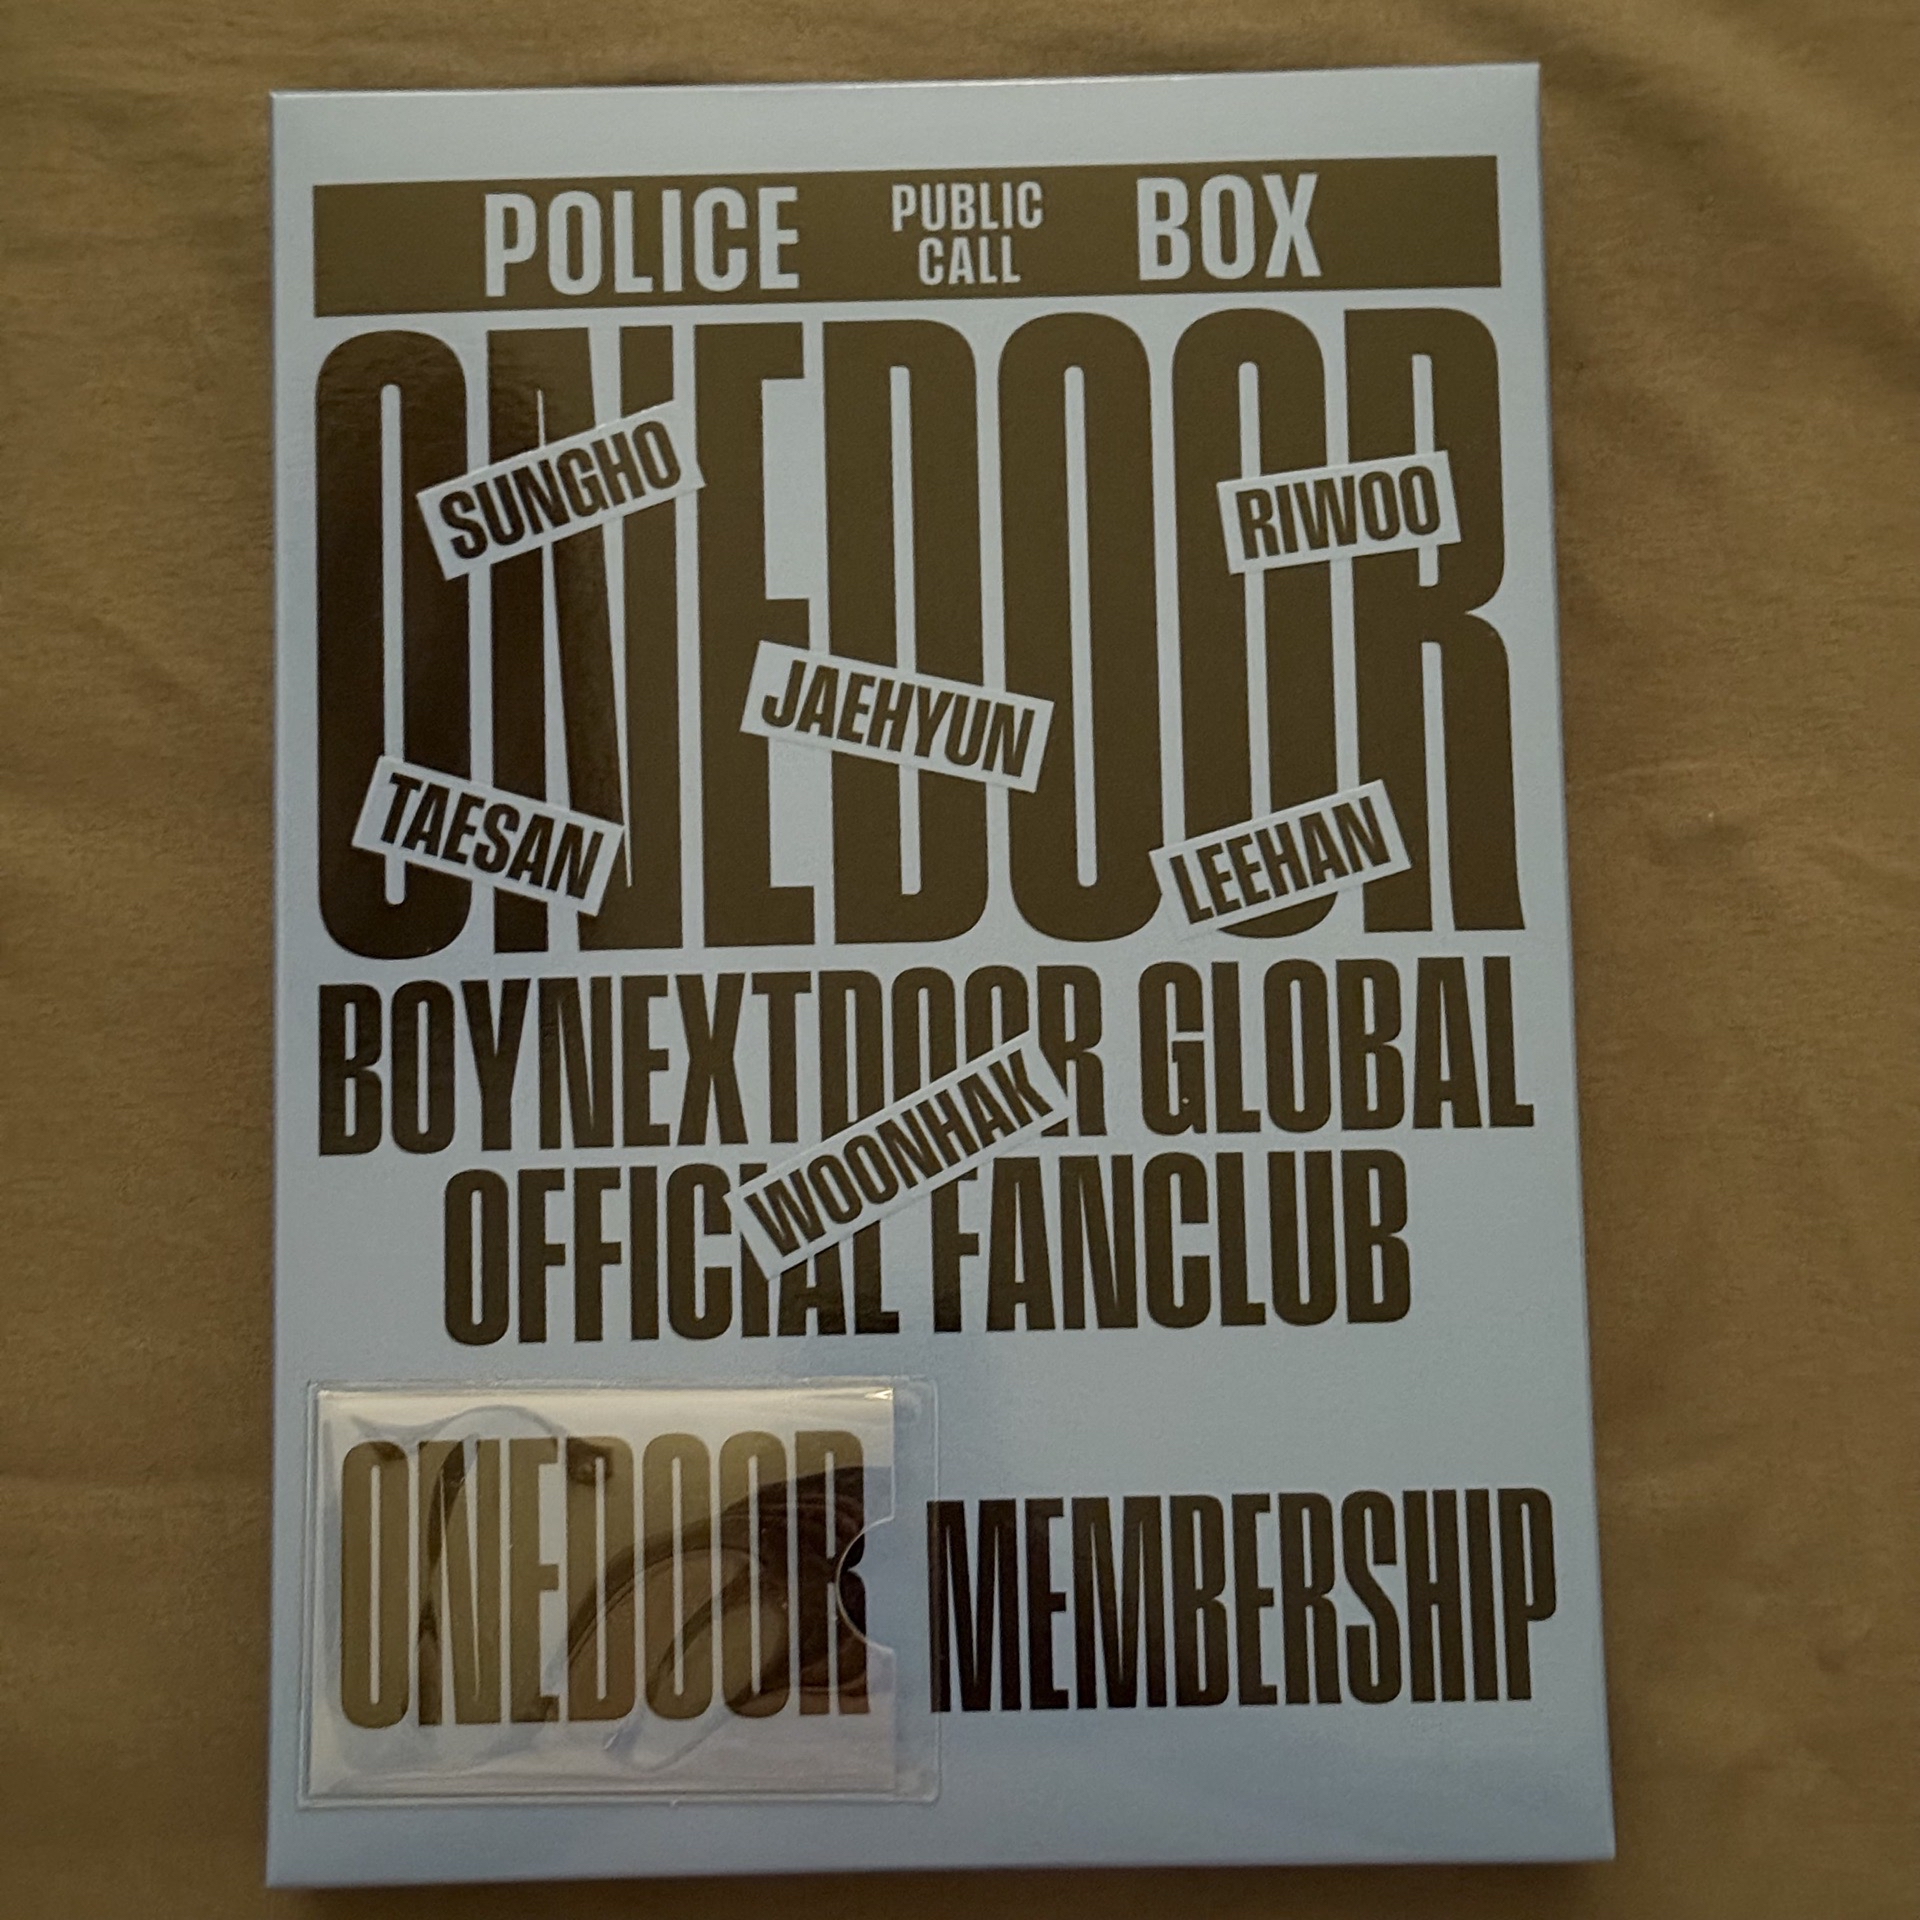 POLICE PUBLIC CALL BOX
ONEDOOR
SUNGHO
RIWOO
JAEHYUN
TAESAN
LEEHAN
BOYNEXTDOOR GLOBAL
WOONHAK
OFFICIAL FANCLUB
ONEDOOR
MEMBERSHIP